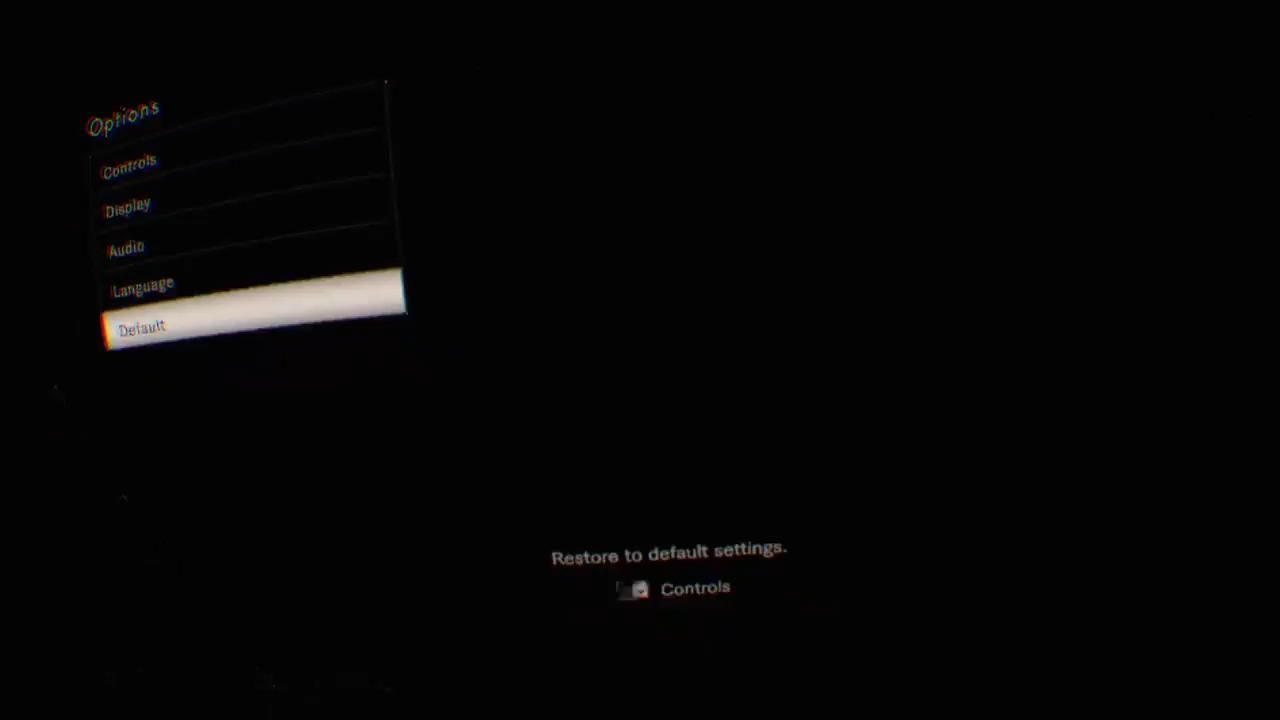 Options
Controls
Display
Audio
Language
Default
Restore to default settings.
Controls